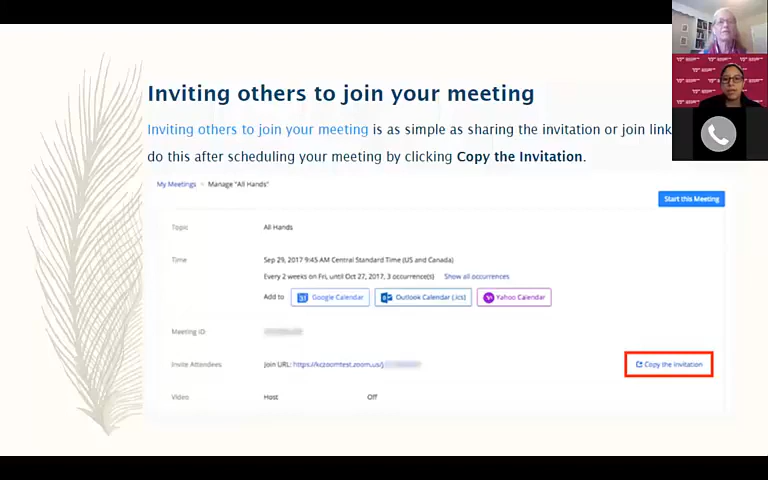 Inviting others to join your meeting
Inviting others to join your meeting is as simple as sharing the invitation or join link
do this after scheduling your meeting by clicking Copy the Invitation.
My Meetings > Manage "All Hands"
Start this Meeting
Topic All Hands
Time Sep 29, 2017 9:45 AM Central Standard Time (US and Canada)
Every 2 weeks on Fri, until Oct 27, 2017, 3 occurrence(s) Show all occurrences
Add to Google Calendar Outlook Calendar (.ics) Yahoo Calendar
Meeting ID
Invite Attendees Join URL: https://kczoomtest.zoom.us/j Copy the invitation
Video Host Off